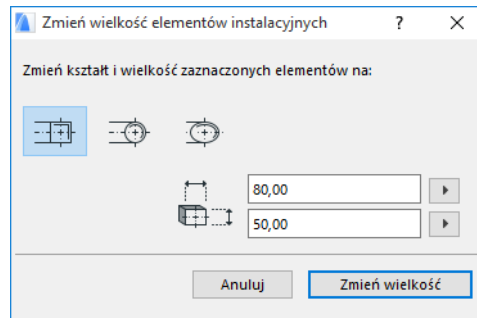 Zmień wielkość elementów instalacyjnych ?
Zmień kształt i wielkość zaznaczonych elementów na:
80,00
50,00
Anuluj Zmień wielkość